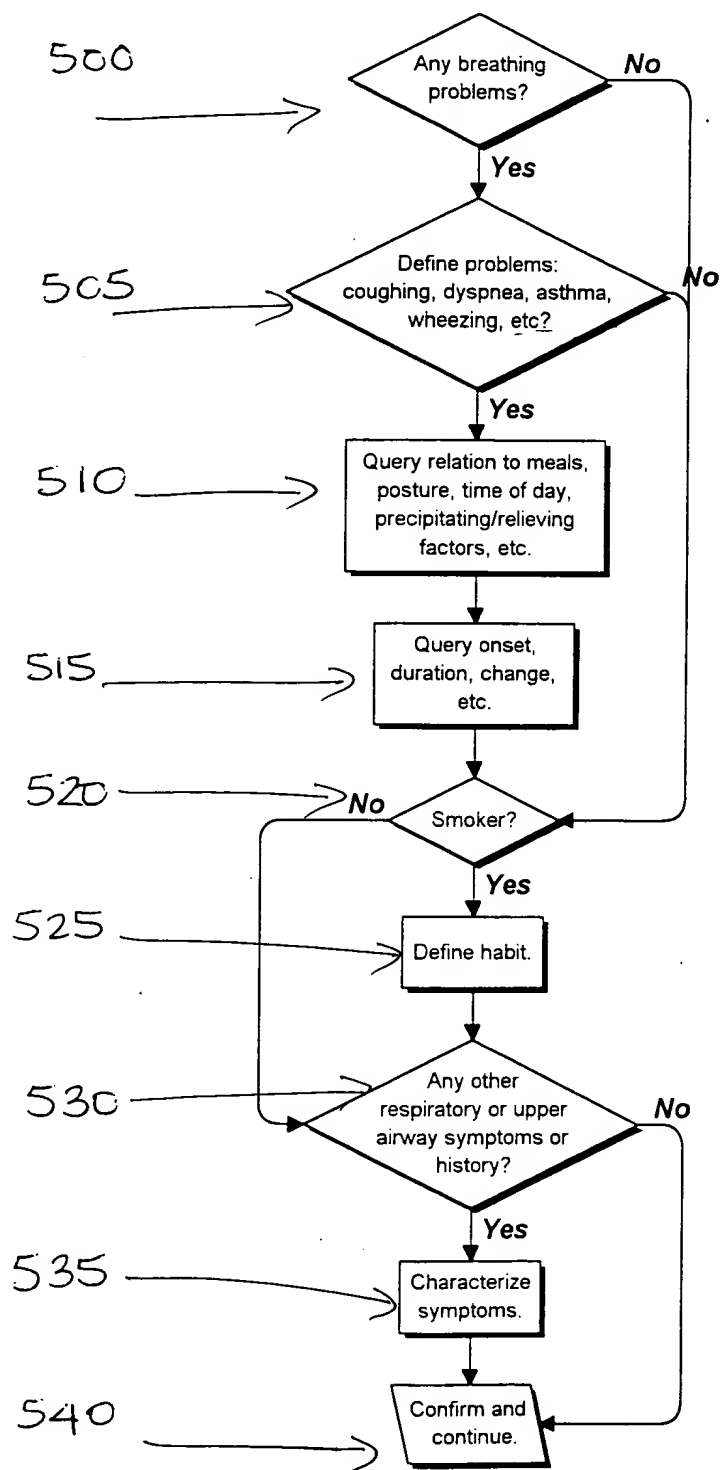 500
Any breathing
problems?
No
Yes
505
Define problems:
coughing, dyspnea, asthma,
wheezing, etc?
No
Yes
510
Query relation to meals,
posture, time of day,
precipitating/relieving
factors, etc.
515
Query onset,
duration, change,
etc.
520
No
Smoker?
Yes
525
Define habit.
530
Any other
respiratory or upper
airway symptoms or
history?
No
Yes
535
Characterize
symptoms.
540
Confirm and
continue.